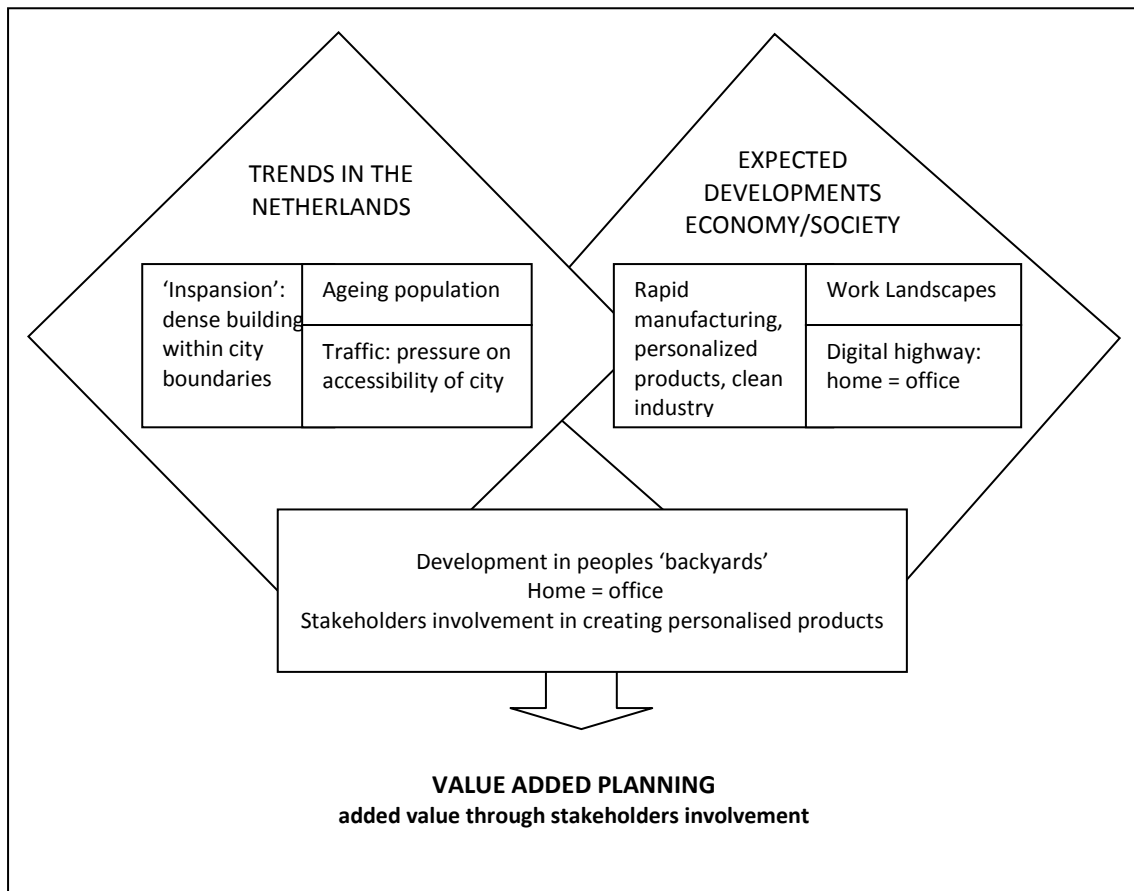 TRENDS IN THE
NETHERLANDS
‘Inspansion’:
dense building
within city
boundaries
Ageing population
Traffic: pressure on
accessibility of city
EXPECTED
DEVELOPMENTS
ECONOMY/SOCIETY
Rapid
manufacturing,
personalized
products, clean
industry
Work Landscapes
Digital highway:
home = office
Development in peoples ‘backyards’
Home = office
Stakeholders involvement in creating personalised products
VALUE ADDED PLANNING
added value through stakeholders involvement